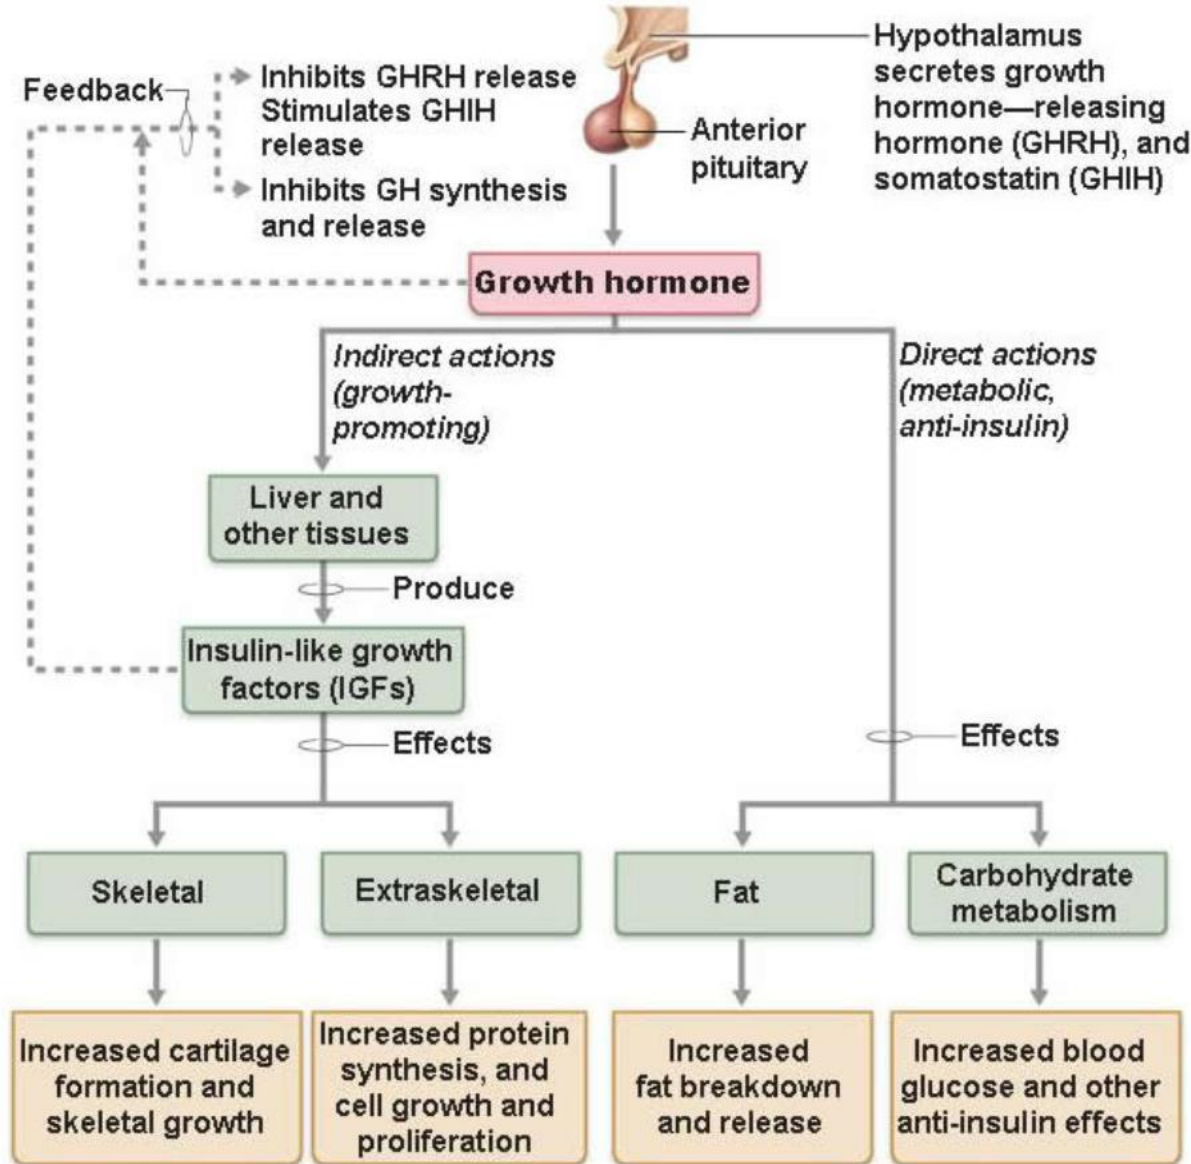 Feedback
Inhibits GHRH release
Stimulates GHIH
release
Inhibits GH synthesis
and release
Anterior
pituitary
Hypothalamus
secretes growth
hormone—releasing
hormone (GHRH), and
somatostatin (GHIH)
Growth hormone
Indirect actions
(growth-
promoting)
Direct actions
(metabolic,
anti-insulin)
Liver and
other tissues
Produce
Insulin-like growth
factors (IGFs)
Effects
Effects
Skeletal
Extraskeletal
Fat
Carbohydrate
metabolism
Increased cartilage
formation and
skeletal growth
Increased protein
synthesis, and
cell growth and
proliferation
Increased
fat breakdown
and release
Increased blood
glucose and other
anti-insulin effects